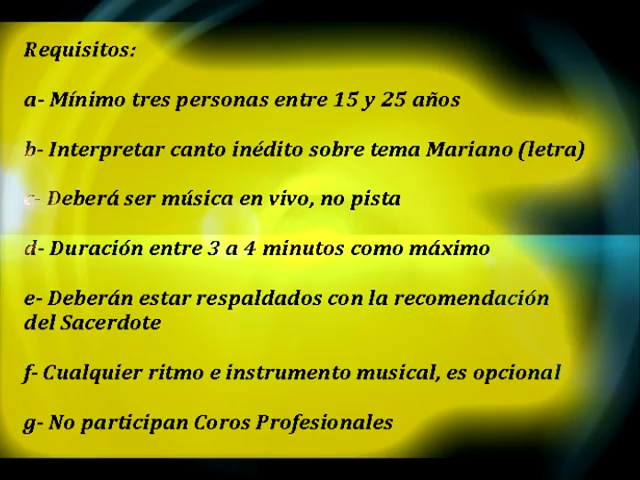 Requisitos:
a- Mínimo tres personas entre 15 y 25 años
b- Interpretar canto inédito sobre tema Mariano (letra)
c- Deberá ser música en vivo, no pista
d- Duración entre 3 a 4 minutos como máximo
e- Deberán estar respaldados con la recomendación
del Sacerdote
f- Cualquier ritmo e instrumento musical, es opcional
g- No participan Coros Profesionales